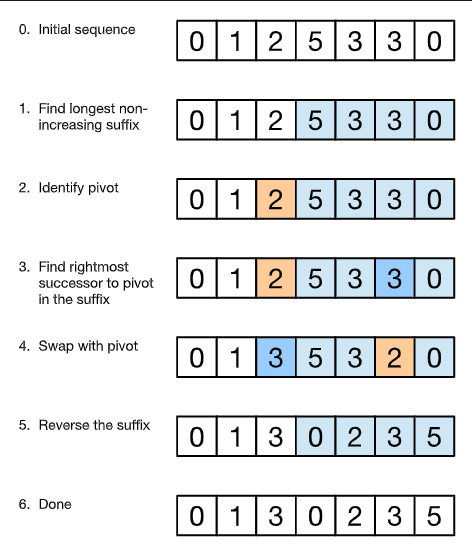 0. Initial sequence
0 1 2 5 3 3 0
1. Find longest non-
increasing suffix
0 1 2 5 3 3 0
2. Identify pivot
0 1 2 5 3 3 0
3. Find rightmost
successor to pivot
in the suffix
0 1 2 5 3 3 0
4. Swap with pivot
0 1 3 5 3 2 0
5. Reverse the suffix
0 1 3 0 2 3 5
6. Done
0 1 3 0 2 3 5